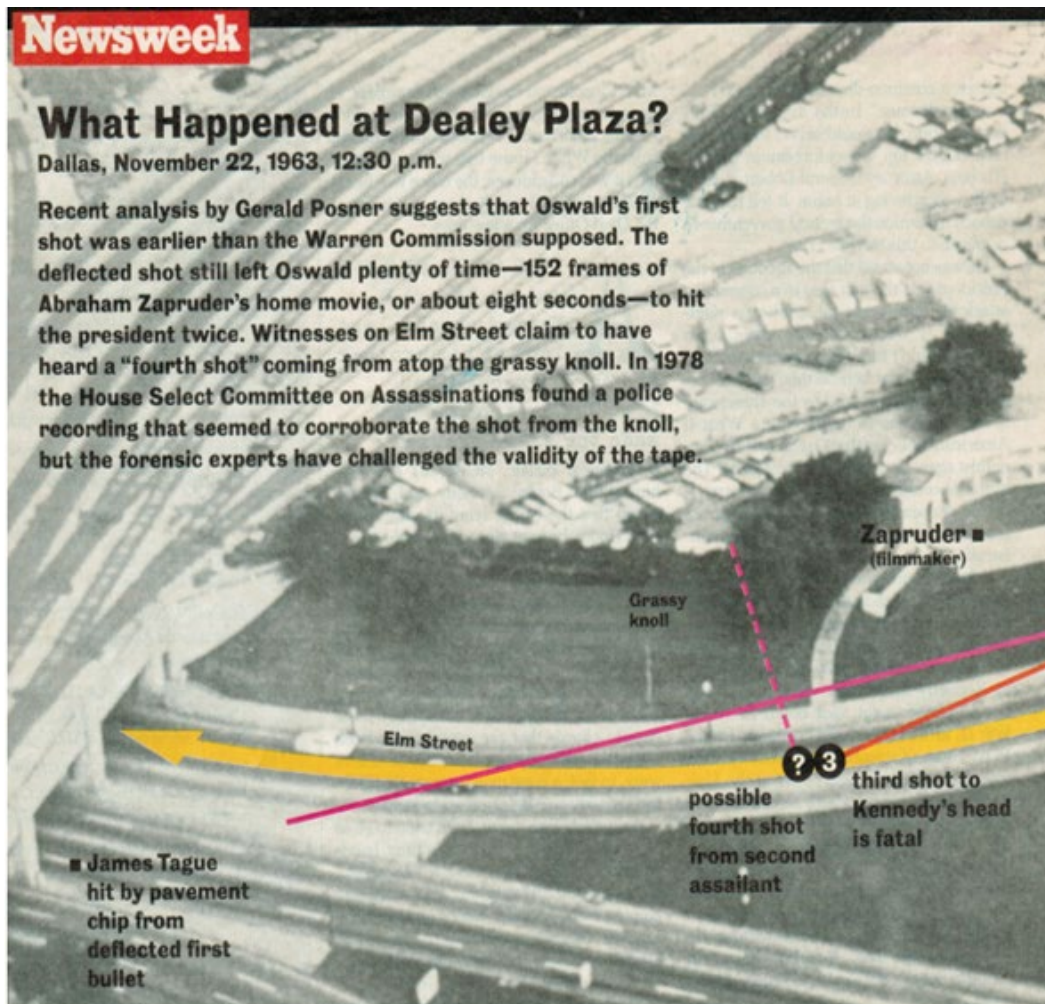 Newsweek
What Happened at Dealey Plaza?
Dallas, November 22, 1963, 12:30 p.m.
Recent analysis by Gerald Posner suggests that Oswald's first
shot was earlier than the Warren Commission supposed. The
deflected shot still left Oswald plenty of time—152 frames of
Abraham Zapruder's home movie, or about eight seconds—to hit
the president twice. Witnesses on Elm Street claim to have
heard a “fourth shot” coming from atop the grassy knoll. In 1978
the House Select Committee on Assassinations found a police
recording that seemed to corroborate the shot from the knoll,
but the forensic experts have challenged the validity of the tape.
Zapruder
(filmmaker)
Grassy
knoll
Elm Street
? 3
possible
fourth shot
from second
assailant
third shot to
Kennedy's head
is fatal
James Tague
hit by pavement
chip from
deflected first
bullet